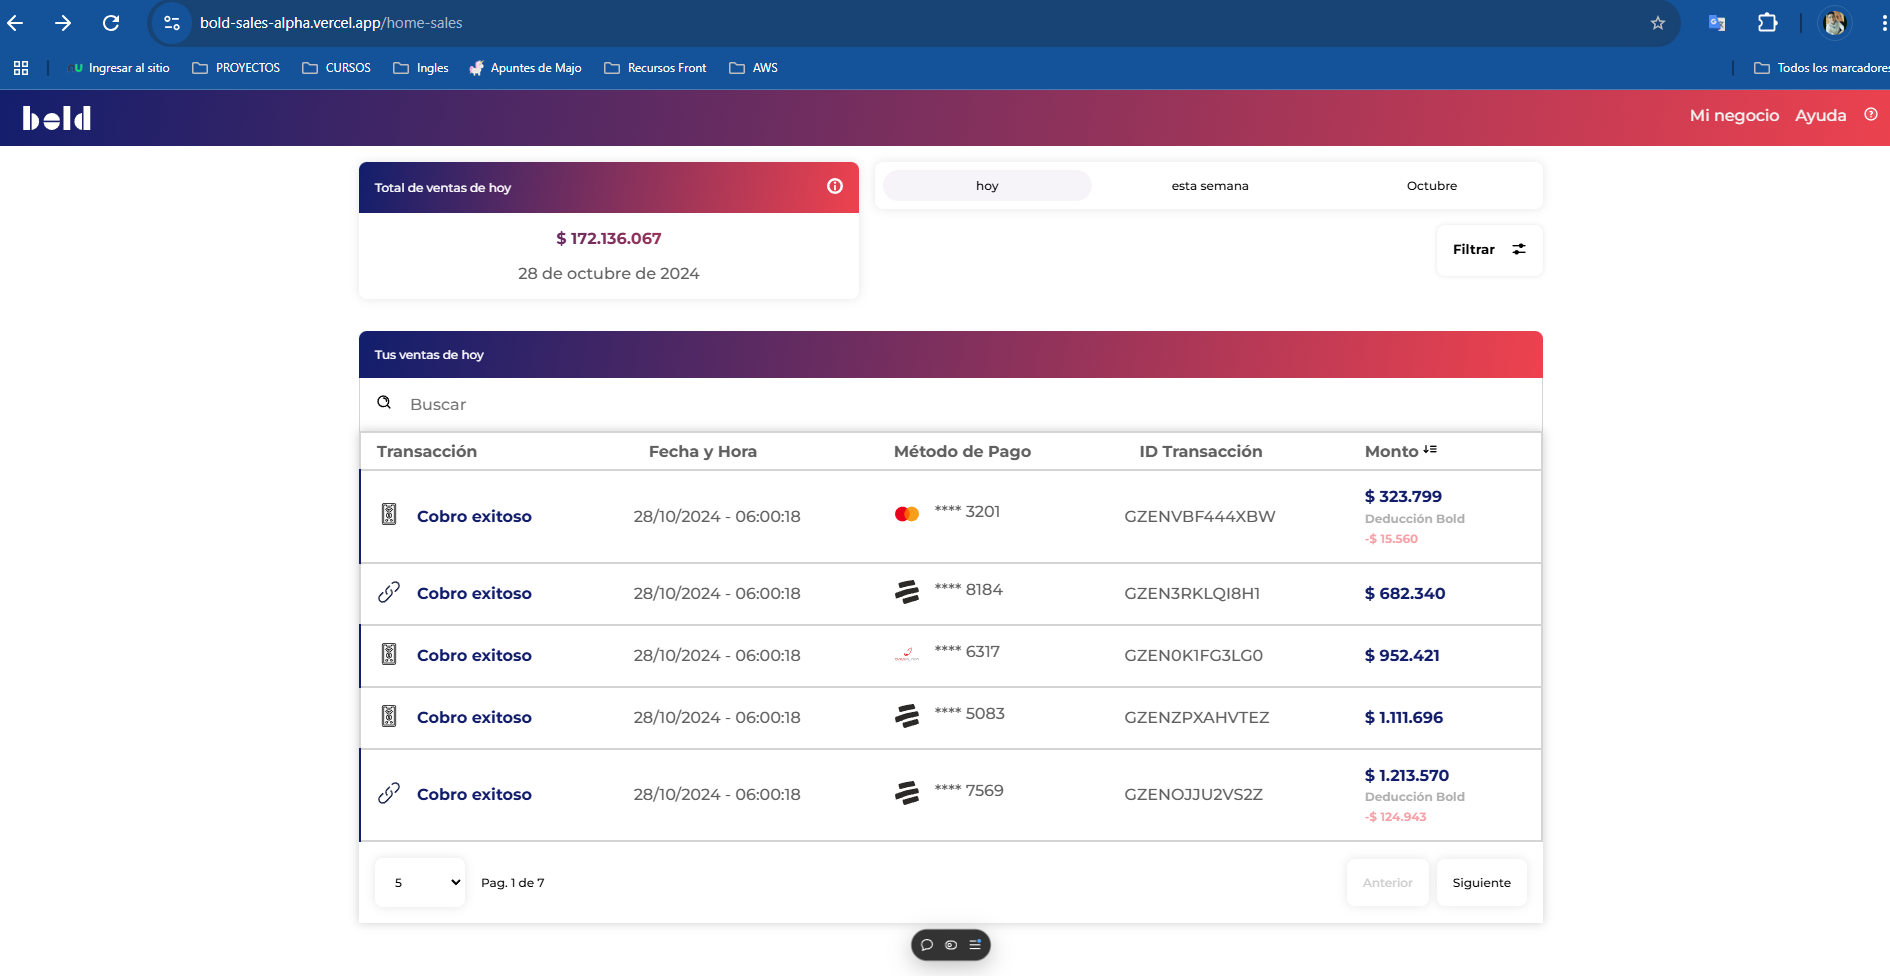 bold-sales-alpha.vercel.app/home-sales
Ingresar al sitio PROYECTOS CURSOS Ingles Apuntes de Majo Recursos Front AWS Todos los marcadores
bold Mi negocio Ayuda
Total de ventas de hoy
hoy esta semana Octubre
$ 172.136.067
28 de octubre de 2024
Filtrar
Tus ventas de hoy
Buscar
Transacción Fecha y Hora Método de Pago ID Transacción Monto
Cobro exitoso 28/10/2024 - 06:00:18 **** 3201 GZENVBF444XBW $ 323.799
Deducción Bold
-$ 15.560
Cobro exitoso 28/10/2024 - 06:00:18 **** 8184 GZEN3RKLQI8H1 $ 682.340
Cobro exitoso 28/10/2024 - 06:00:18 **** 6317 GZEN0K1FG3LG0 $ 952.421
Cobro exitoso 28/10/2024 - 06:00:18 **** 5083 GZENZPXAHVTEZ $ 1.111.696
Cobro exitoso 28/10/2024 - 06:00:18 **** 7569 GZENOJJU2VS2Z $ 1.213.570
Deducción Bold
-$ 124.943
5 Pag. 1 de 7 Anterior Siguiente